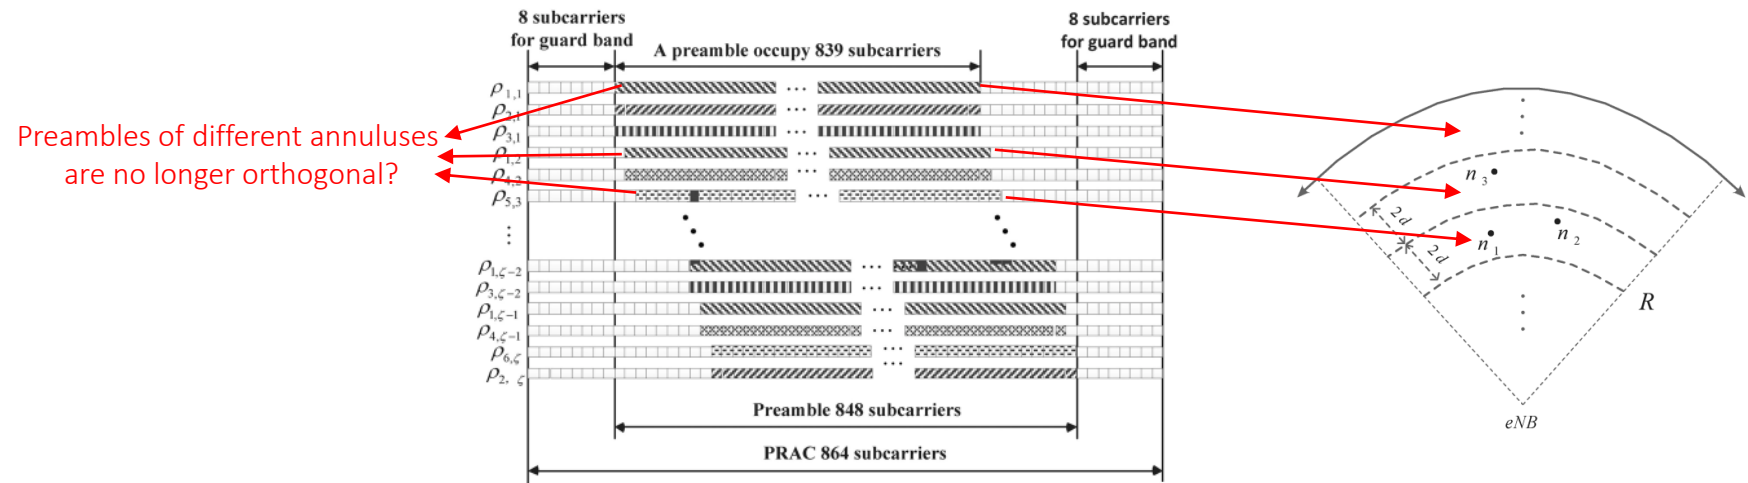 8 subcarriers
for guard band
A preamble occupy 839 subcarriers
8 subcarriers
for guard band
Preambles of different annuluses
are no longer orthogonal?
ρ1,1
ρ2,1
ρ3,1
ρ1,2
ρ4,2
ρ5,3
ρ1,ζ−2
ρ3,ζ−2
ρ1,ζ−1
ρ4,ζ−1
ρ6,ζ
ρ2, ζ
Preamble 848 subcarriers
PRAC 864 subcarriers
n3
2d
n1
n2
2d
R
eNB